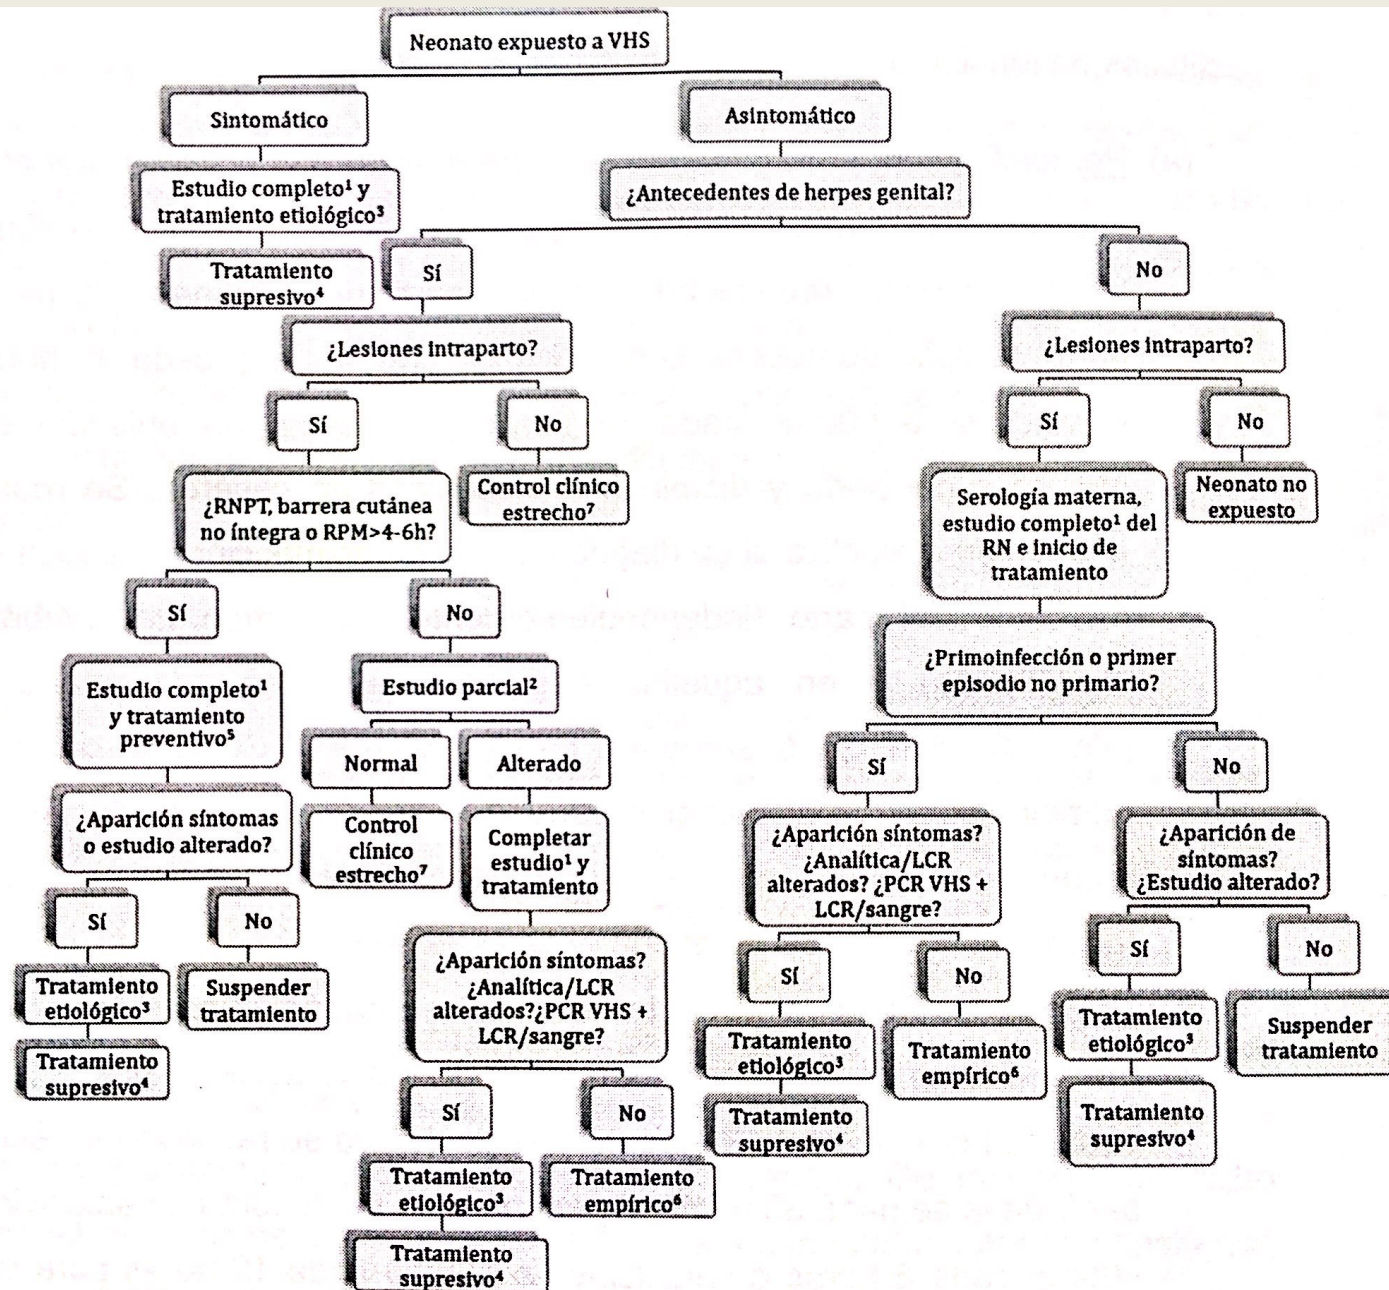 Neonato expuesto a VHS
Sintomático
Asintomático
Estudio completo¹ y
tratamiento etiológico³
¿Antecedentes de herpes genital?
Tratamiento
supresivo⁴
Sí
No
¿Lesiones intraparto?
¿Lesiones intraparto?
Sí
No
Sí
No
¿RNPT, barrera cutánea
no íntegra o RPM>4-6h?
Control clínico
estrecho⁷
Serología materna,
estudio completo¹ del
RN e inicio de
tratamiento
Neonato no
expuesto
Sí
No
¿Primoinfección o primer
episodio no primario?
Estudio completo¹
y tratamiento
preventivo⁵
Estudio parcial²
Normal
Alterado
Sí
No
¿Aparición síntomas
o estudio alterado?
Control
clínico
estrecho⁷
Completar
estudio¹ y
tratamiento
¿Aparición síntomas?
¿Analítica/LCR
alterados? ¿PCR VHS +
LCR/sangre?
¿Aparición de
síntomas?
¿Estudio alterado?
Sí
No
¿Aparición síntomas?
¿Analítica/LCR
alterados?¿PCR VHS +
LCR/sangre?
Sí
No
Sí
No
Tratamiento
etiológico³
Suspender
tratamiento
Tratamiento
etiológico³
Tratamiento
empírico⁶
Tratamiento
etiológico³
Suspender
tratamiento
Tratamiento
supresivo⁴
Sí
No
Tratamiento
supresivo⁴
Tratamiento
supresivo⁴
Tratamiento
etiológico³
Tratamiento
empírico⁶
Tratamiento
supresivo⁴